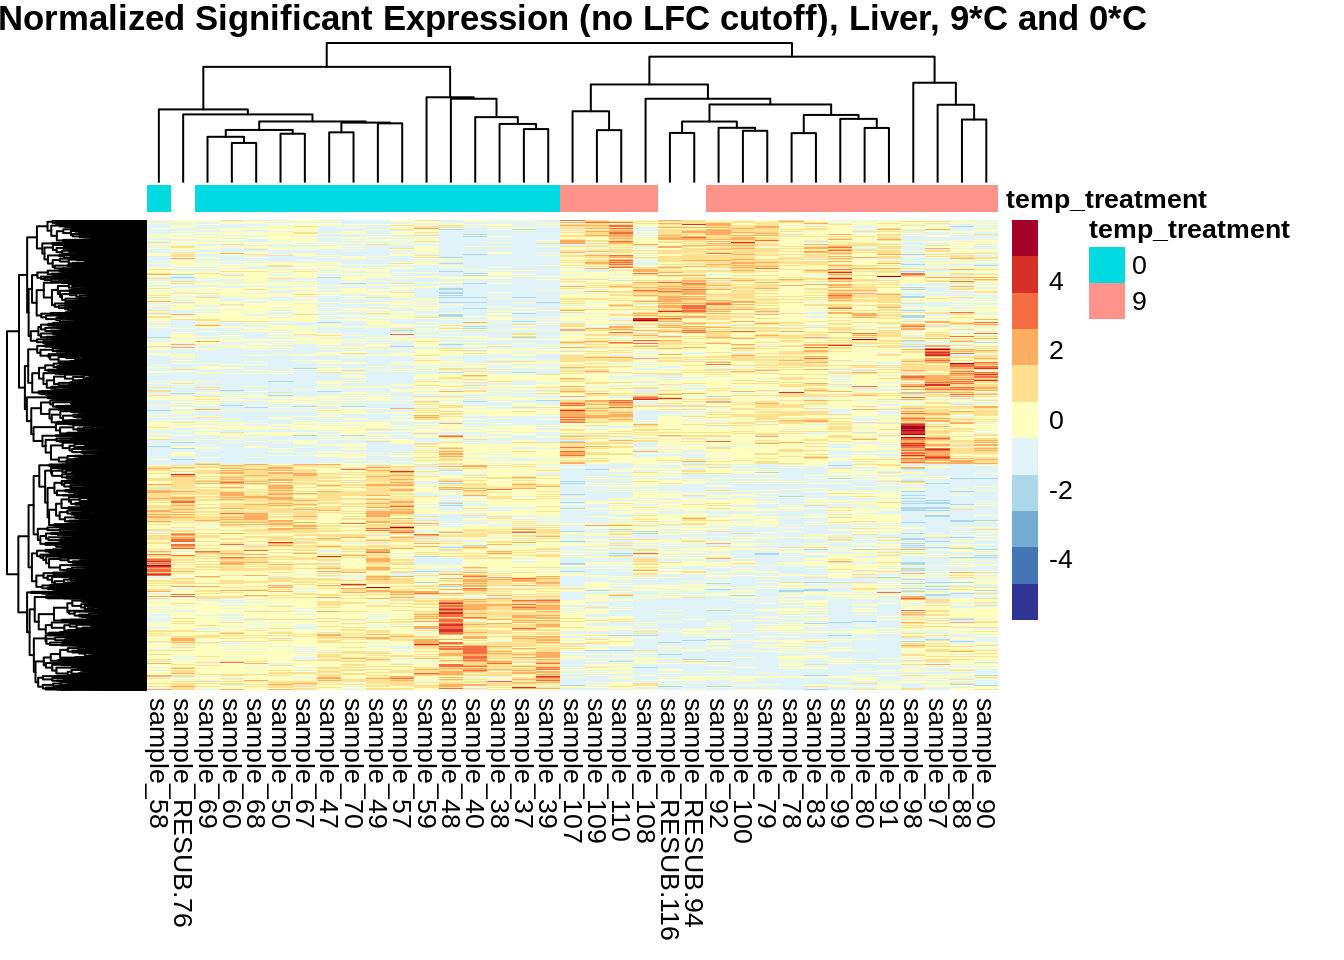 Normalized Significant Expression (no LFC cutoff), Liver, 9*C and 0*C
temp_treatment
temp_treatment
0
9
4
2
0
-2
-4
sample_58
sample_RESUB.76
sample_69
sample_60
sample_68
sample_50
sample_67
sample_47
sample_70
sample_49
sample_57
sample_59
sample_48
sample_40
sample_38
sample_37
sample_39
sample_107
sample_109
sample_110
sample_108
sample_RESUB.116
sample_RESUB.94
sample_92
sample_100
sample_79
sample_78
sample_83
sample_99
sample_80
sample_91
sample_98
sample_97
sample_88
sample_90